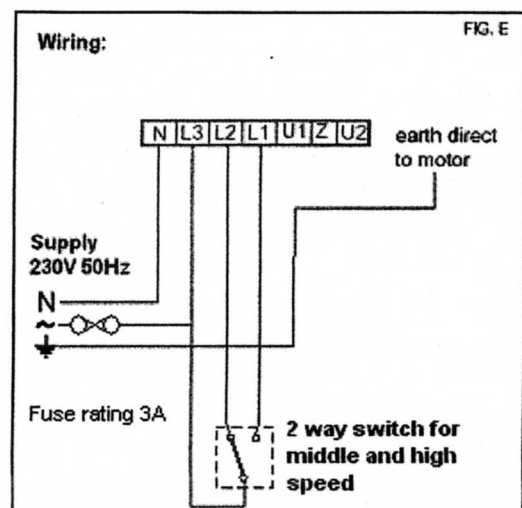 FIG. E
Wiring:
N L3 L2 L1 U1 Z U2
earth direct
to motor
Supply
230V 50Hz
N
~
Fuse rating 3A
2 way switch for
middle and high
speed